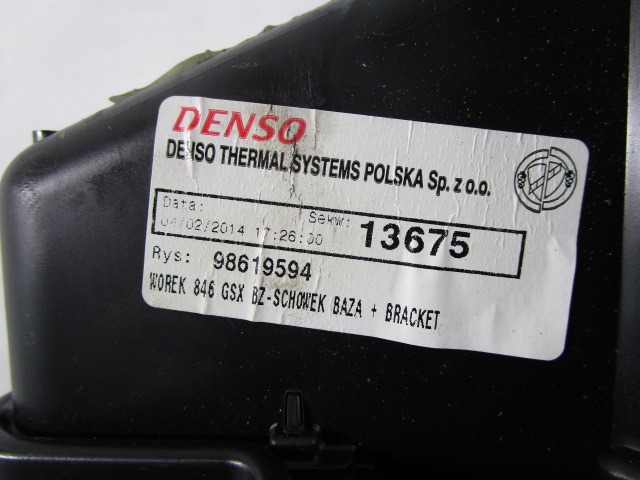 DENSO
DENSO THERMAL SYSTEMS POLSKA Sp. z o.o.
Data: Sekw: 13675
04/02/2014 17:26:00
Rys: 98619594
WOREK 846 GSX BZ-SCHOWEK BAZA + BRACKET